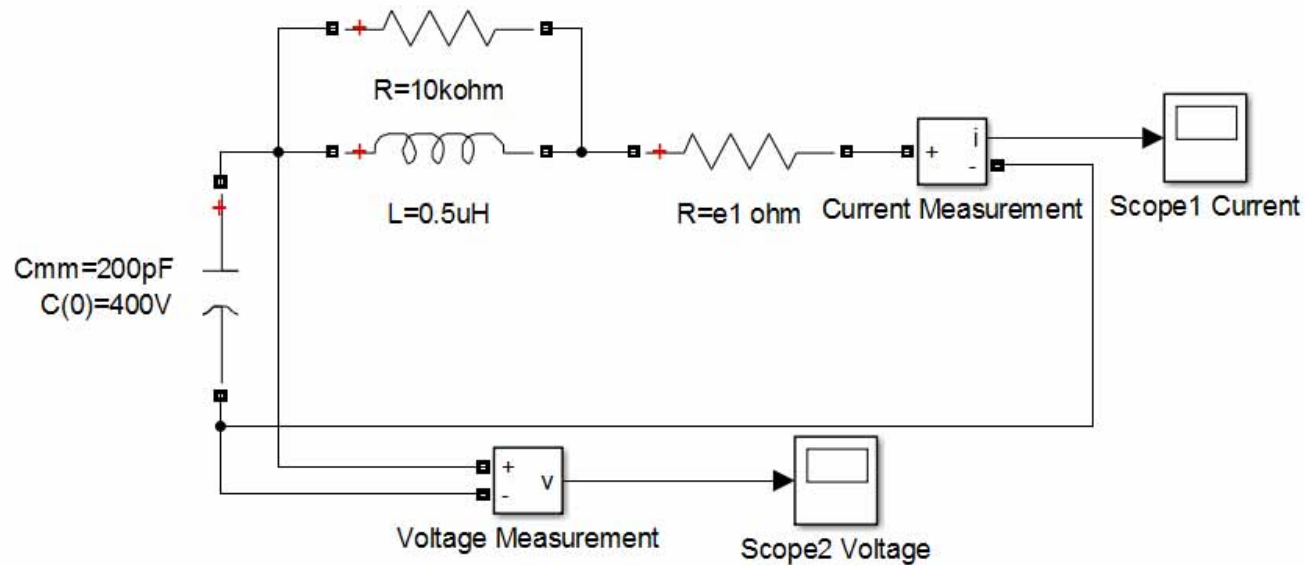 R=10kohm
L=0.5uH
R=e1 ohm
+
i
-
Current Measurement
Scope1 Current
Cmm=200pF
C(0)=400V
+
-
v
Voltage Measurement
Scope2 Voltage